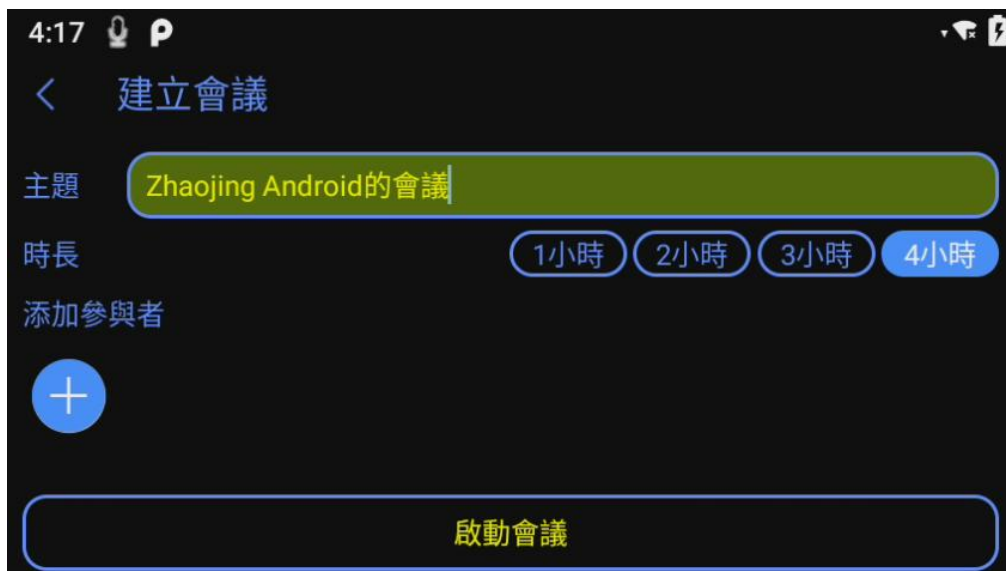 4:17
建立會議
主題 Zhaojing Android的會議
時長 1小時 2小時 3小時 4小時
添加參與者
啟動會議